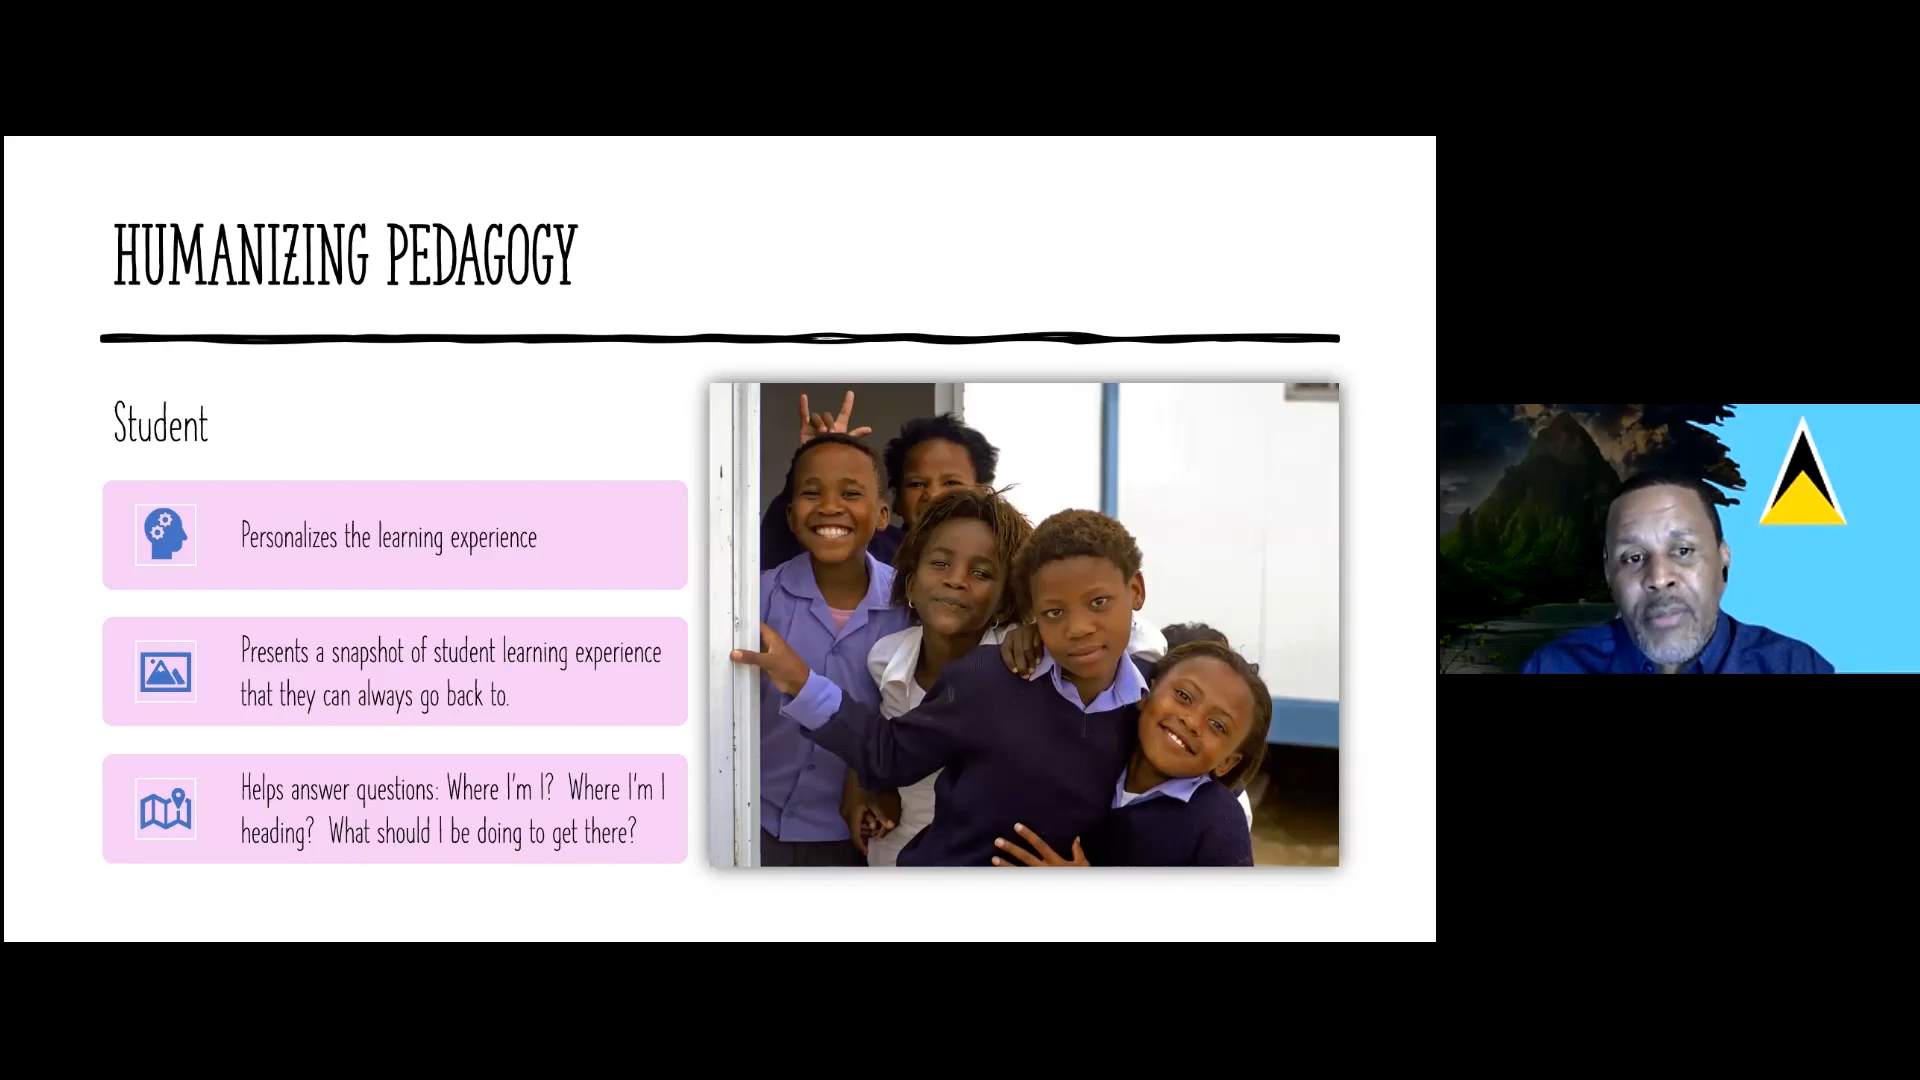 HUMANIZING PEDAGOGY
Student
Personalizes the learning experience
Presents a snapshot of student learning experience
that they can always go back to.
Helps answer questions: Where I'm I?  Where I'm I
heading?  What should I be doing to get there?